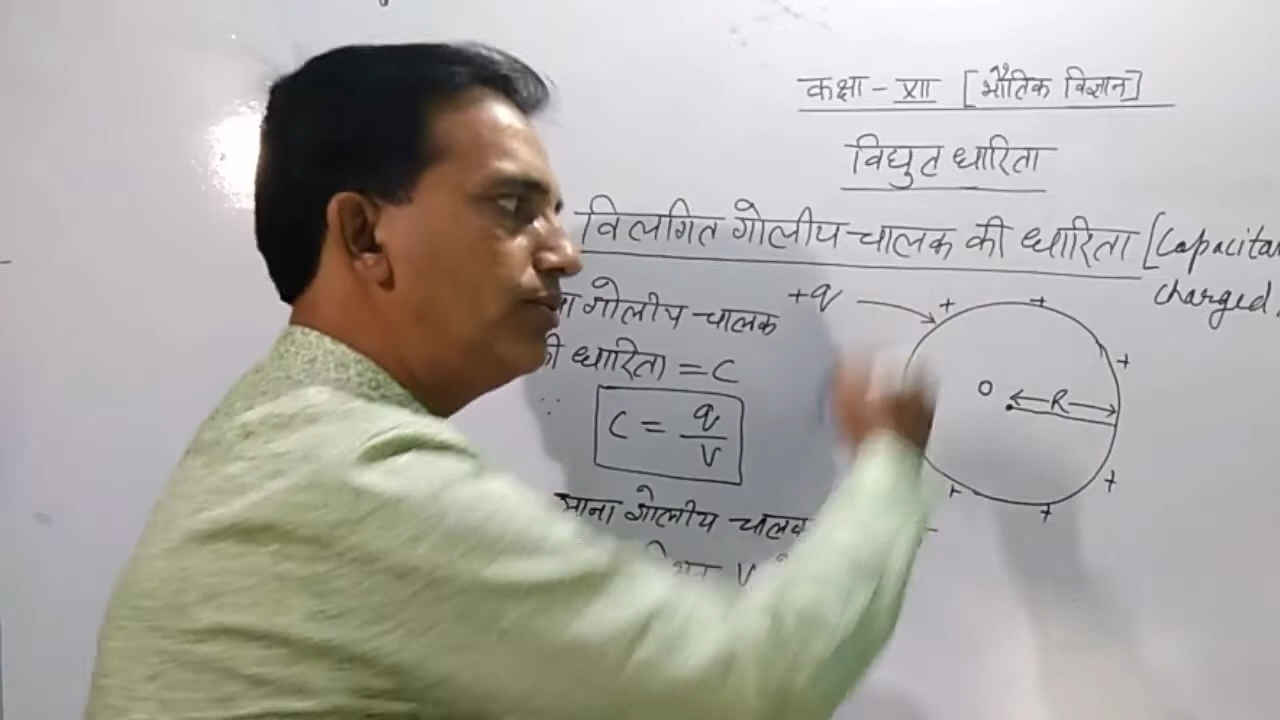 कक्षा - XII [भौतिक विज्ञान]
विद्युत धारिता
विलगित गोलीय चालक की धारिता [Capacitan
charged
गोलीय चालक
की धारिता = C
∵
C = q/V
माना गोलीय चालक
V
+q
+ + + + + +
O R